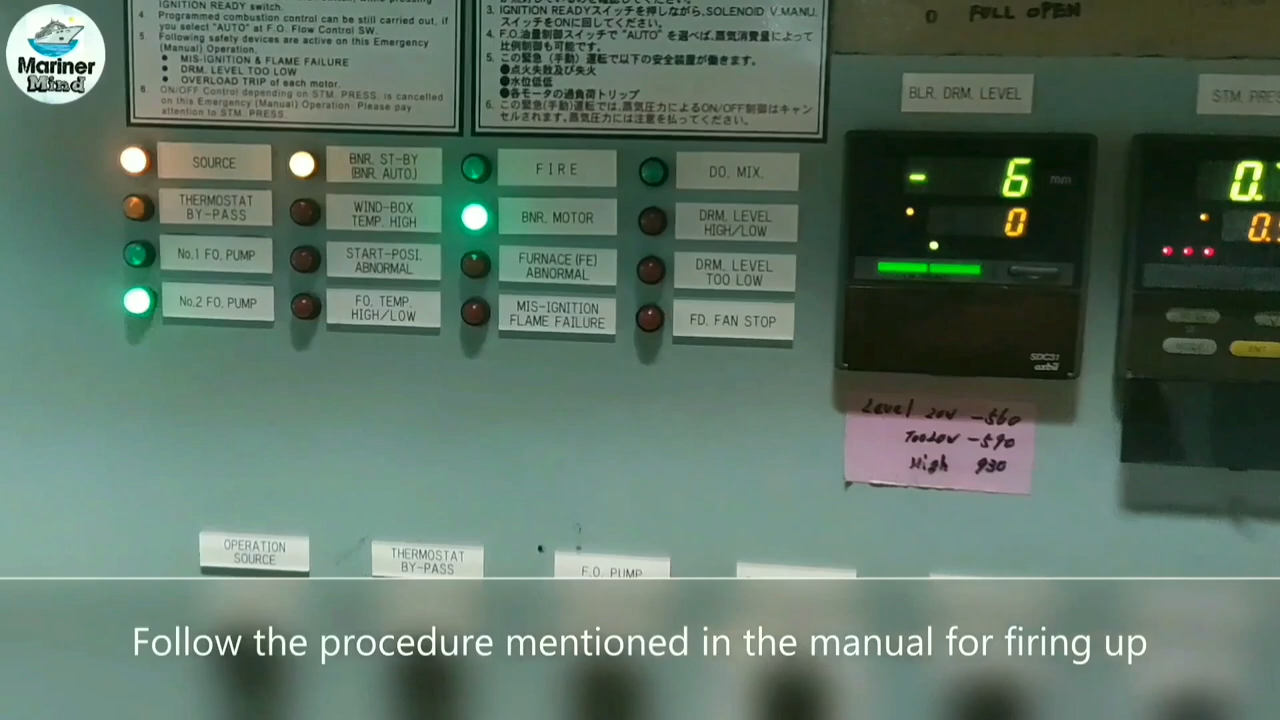 Mariner
Mind
IGNITION READY switch.
4. Programmed combustion control can be still carried out, if
you select "AUTO" at F.O. Flow Control SW.
5. Following safety devices are active on this Emergency
(Manual) Operation.
● MIS-IGNITION & FLAME FAILURE
● DRM. LEVEL TOO LOW
● OVERLOAD TRIP of each motor.
6. ON/OFF Control depending on STM. PRESS. is cancelled
on this Emergency (Manual) Operation. Please pay
attention to STM. PRESS.
3. IGNITION READYスイッチを押しながら、SOLENOID V.MANU.
スイッチをONに回してください。
4. F.O.油量制御スイッチで "AUTO" を選べば、蒸気消費量によって
比例制御も可能です。
5. この緊急(手動)運転で以下の安全装置が働きます。
●点火失敗及び失火
●水位低低
●各モータの過負荷トリップ
6. この緊急(手動)運転では、蒸気圧力によるON/OFF制御はキャン
セルされます。蒸気圧力には注意を払ってください。
0 FULL OPEN
BLR. DRM. LEVEL
STM. PRES
SOURCE
BNR. ST-BY
(BNR. AUTO)
FIRE
DO. MIX.
THERMOSTAT
BY-PASS
WIND-BOX
TEMP. HIGH
BNR. MOTOR
DRM. LEVEL
HIGH/LOW
No.1 FO. PUMP
START-POSI.
ABNORMAL
FURNACE (FE)
ABNORMAL
DRM. LEVEL
TOO LOW
No.2 FO. PUMP
FO. TEMP.
HIGH/LOW
MIS-IGNITION
FLAME FAILURE
FD. FAN STOP
- 6 mm
0
0.
0.
SDC31
azbil
Level Low -560
Too Low -590
High 930
OPERATION
SOURCE
THERMOSTAT
BY-PASS
F.O. PUMP
Follow the procedure mentioned in the manual for firing up